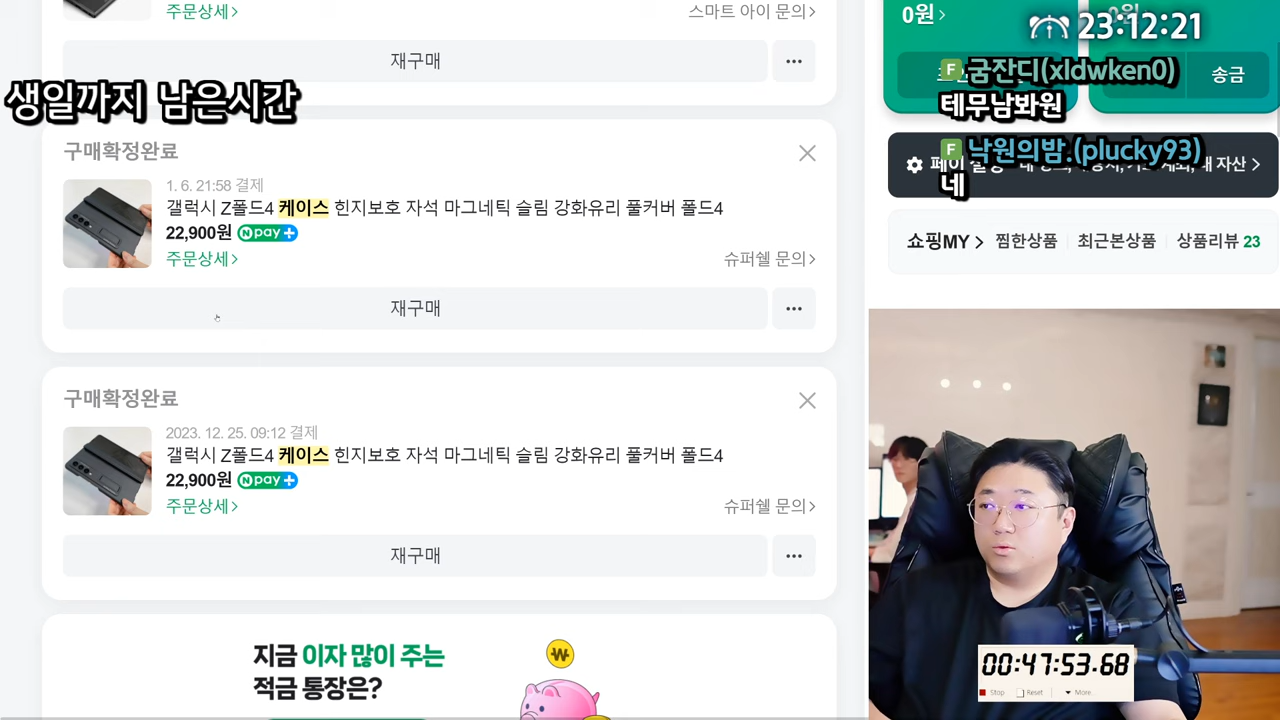 주문상세>
스마트 아이 문의>
재구매
생일까지 남은시간
구매확정완료
1. 6. 21:58 결제
갤럭시 Z폴드4 케이스 힌지보호 자석 마그네틱 슬림 강화유리 풀커버 폴드4
22,900원 N pay +
주문상세>
슈퍼쉘 문의>
재구매
구매확정완료
2023. 12. 25. 09:12 결제
갤럭시 Z폴드4 케이스 힌지보호 자석 마그네틱 슬림 강화유리 풀커버 폴드4
22,900원 N pay +
주문상세>
슈퍼쉘 문의>
재구매
지금 이자 많이 주는
적금 통장은?
0원>
0원
23:12:21
송금
F 굼잔디(xldwken0)
테무남봐원
F 낙원의밤.(plucky93)
네
내 자산 >
쇼핑MY > 찜한상품 최근본상품 상품리뷰 23
00:47:53.68
Stop Reset More